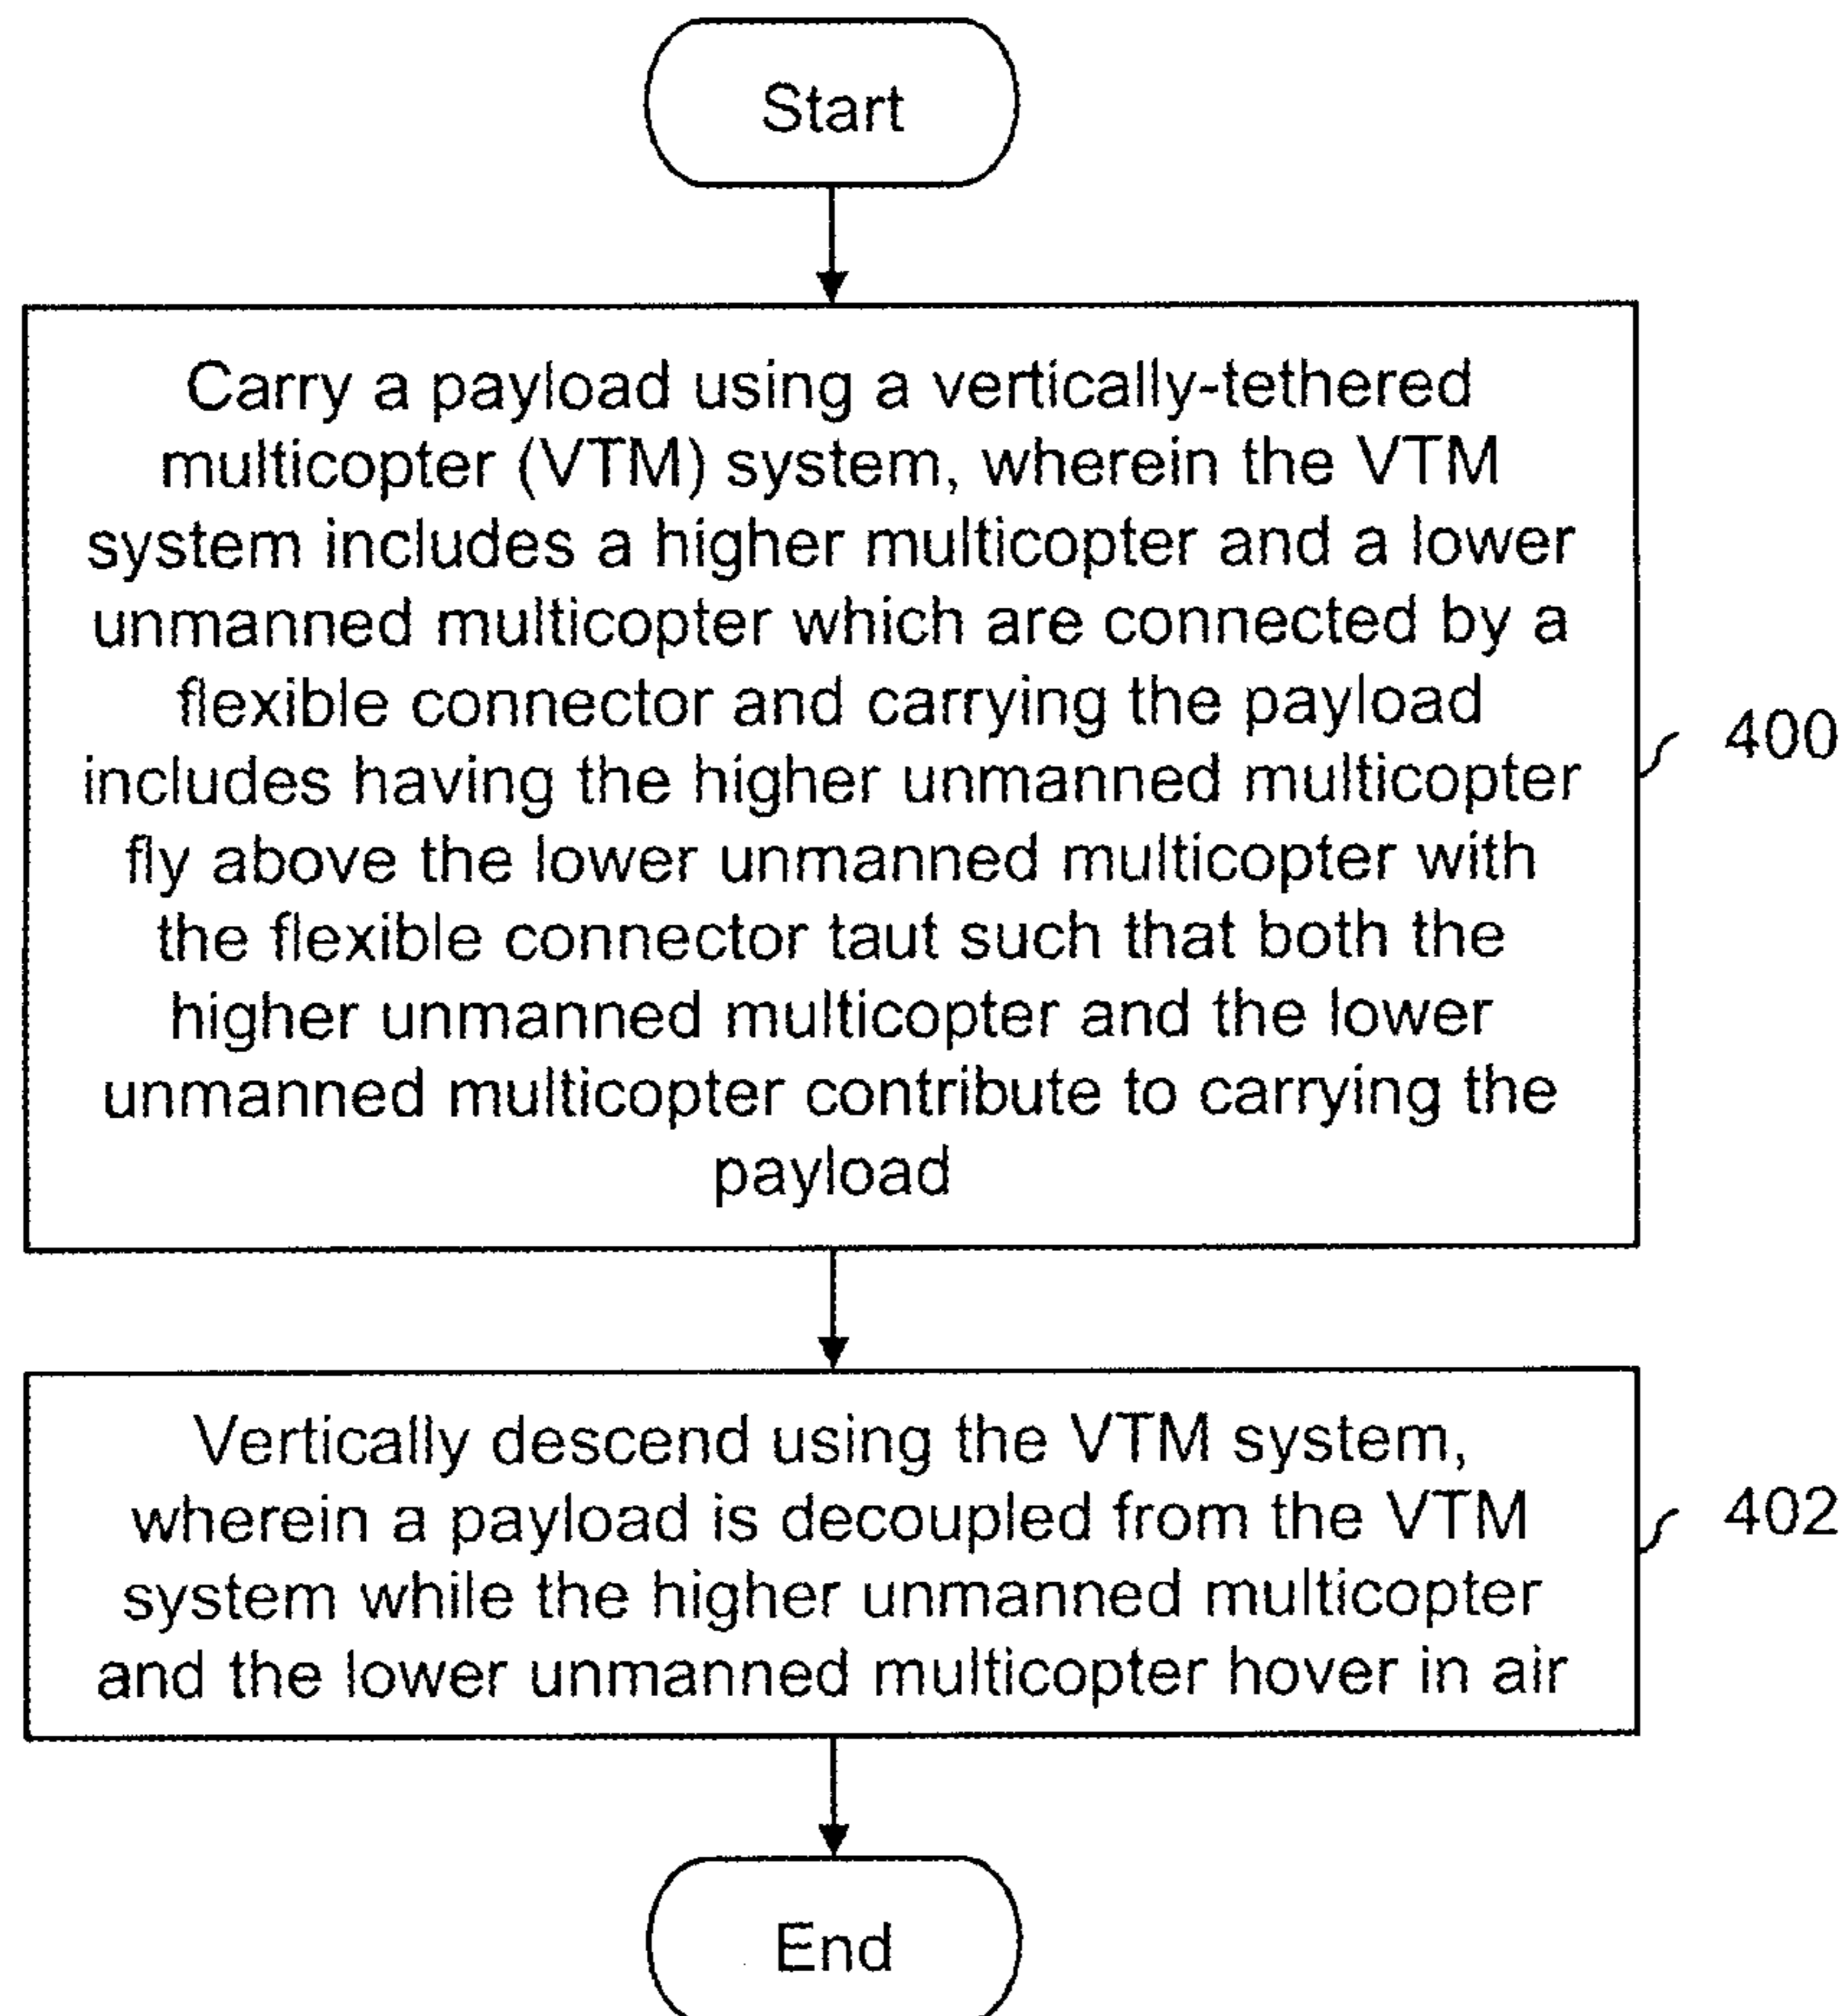 Start
Carry a payload using a vertically-tethered
multicopter (VTM) system, wherein the VTM
system includes a higher multicopter and a lower
unmanned multicopter which are connected by a
flexible connector and carrying the payload
includes having the higher unmanned multicopter
fly above the lower unmanned multicopter with
the flexible connector taut such that both the
higher unmanned multicopter and the lower
unmanned multicopter contribute to carrying the
payload
400
Vertically descend using the VTM system,
wherein a payload is decoupled from the VTM
system while the higher unmanned multicopter
and the lower unmanned multicopter hover in air
402
End